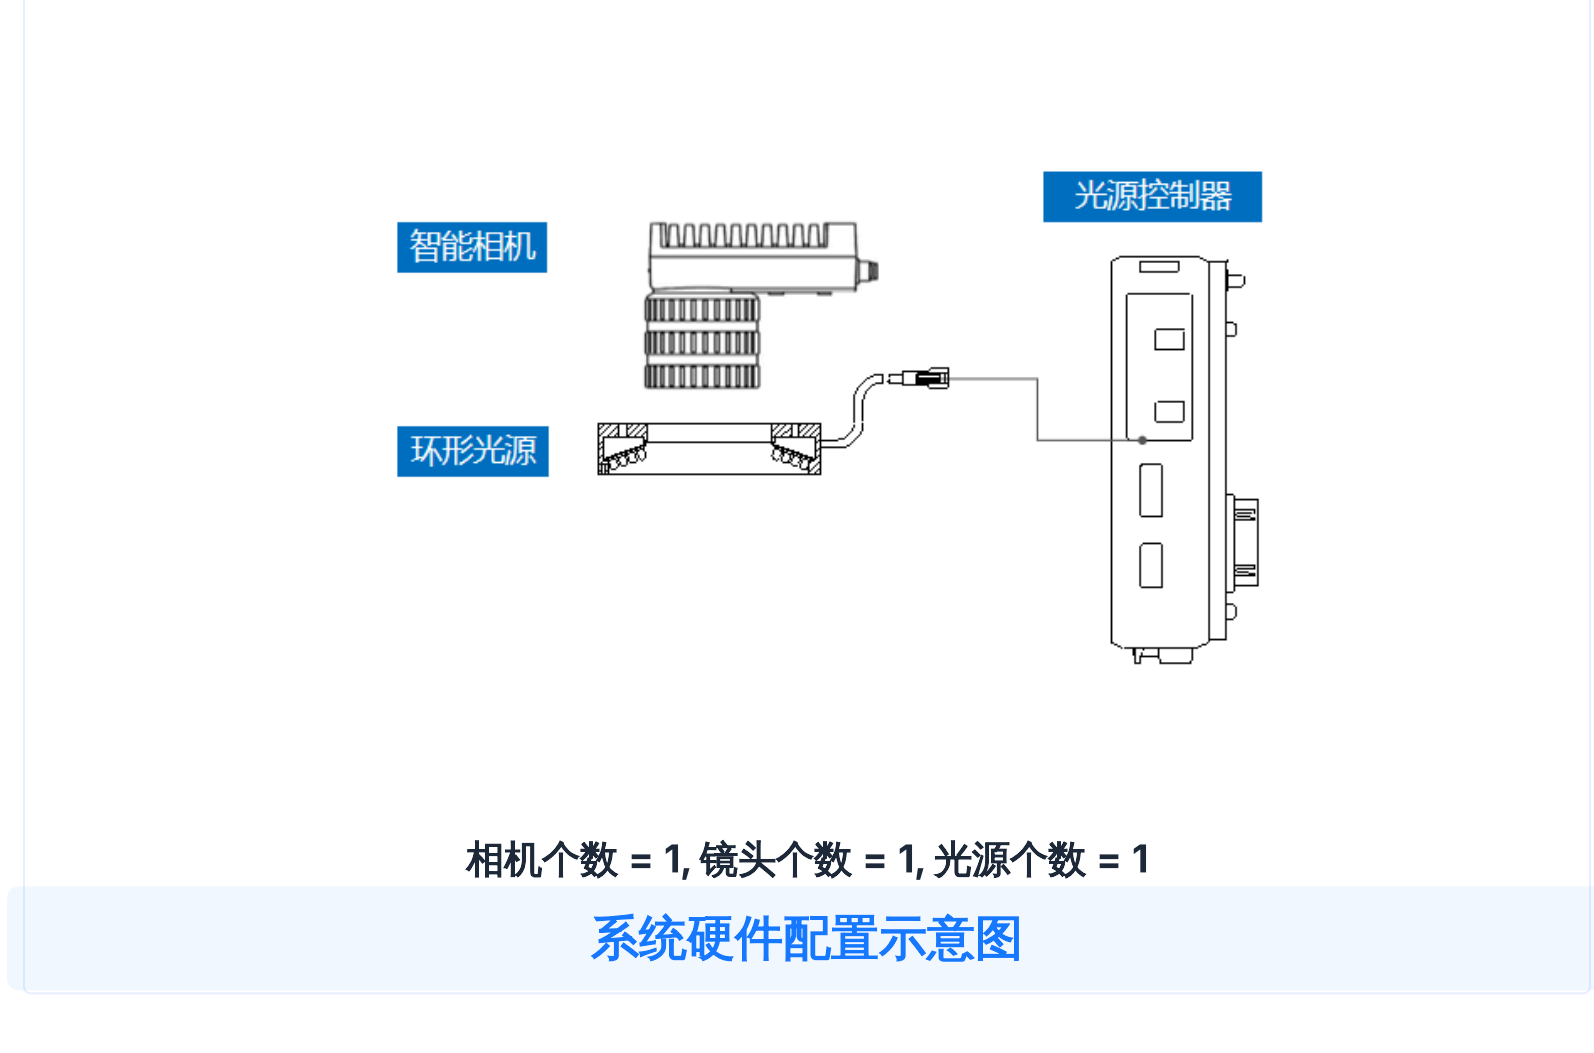 光源控制器
智能相机
环形光源
相机个数 = 1, 镜头个数 = 1, 光源个数 = 1
系统硬件配置示意图